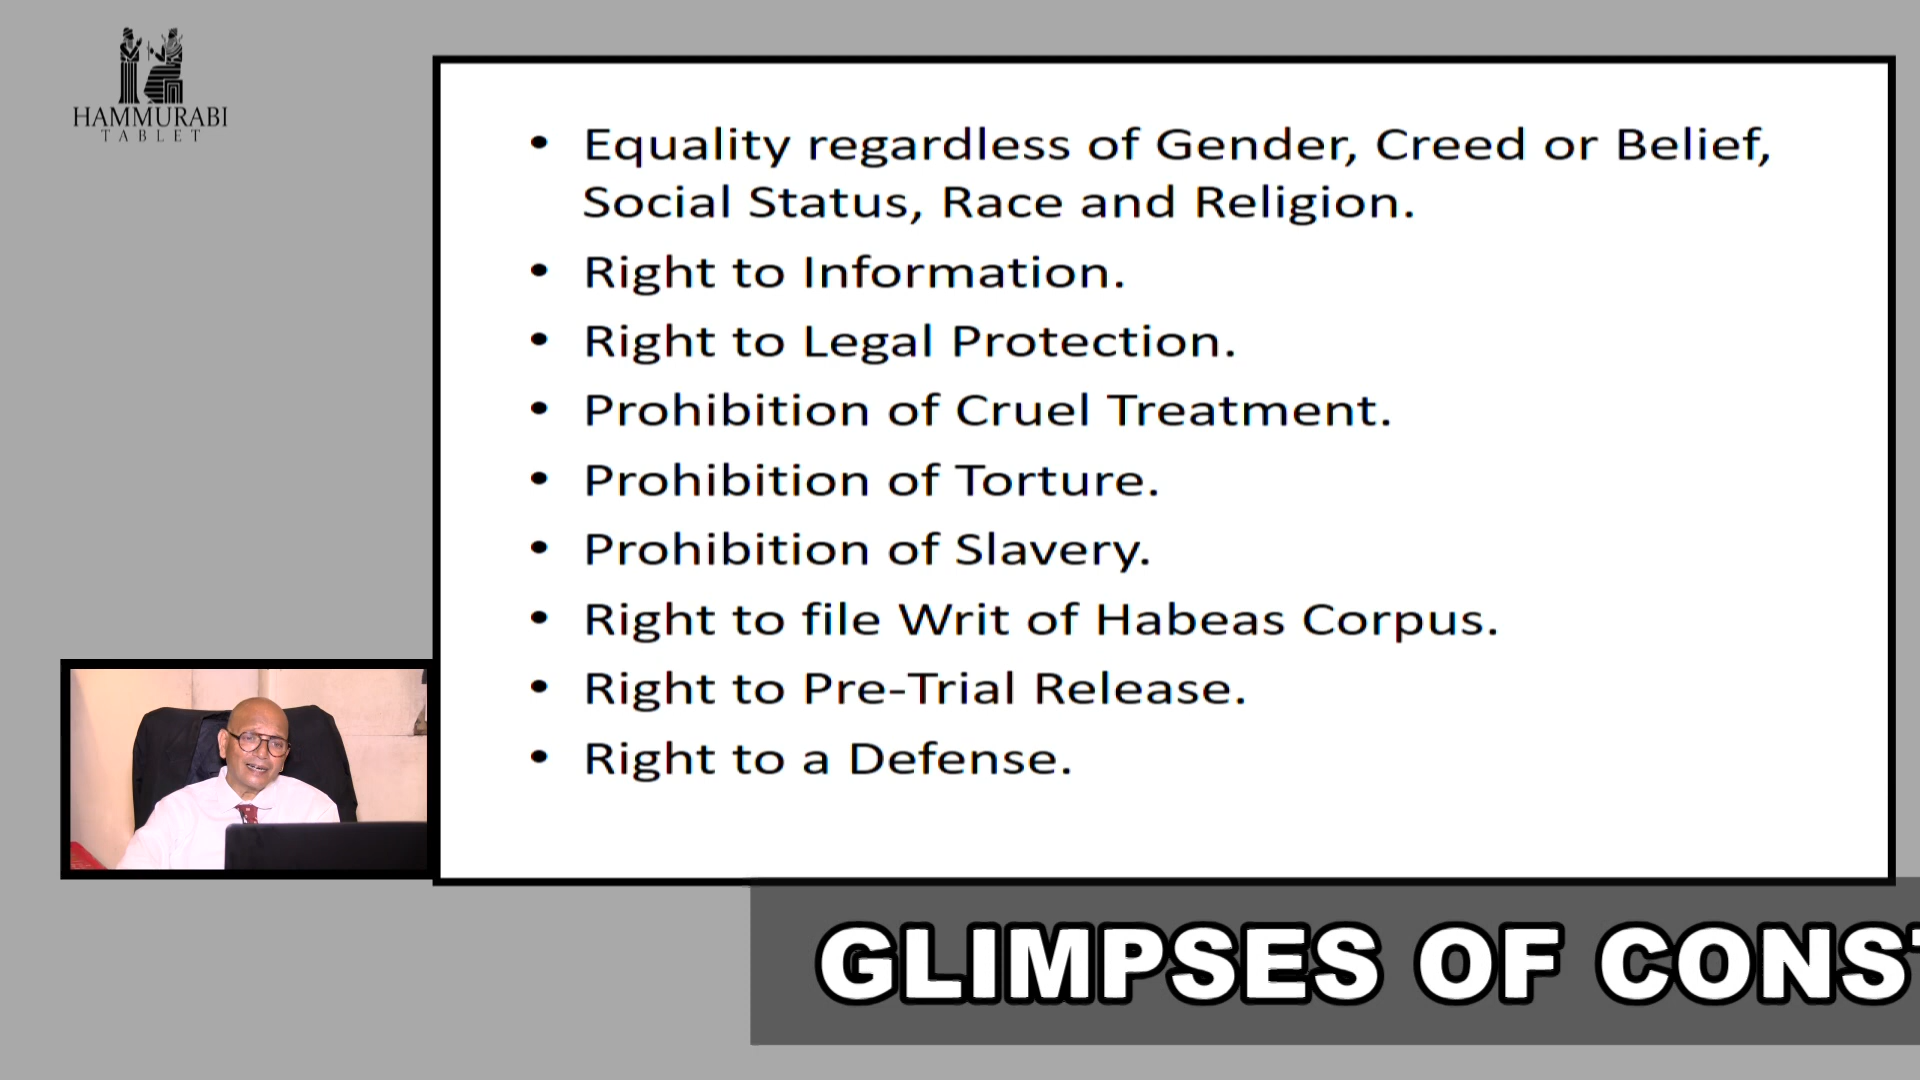 HAMMURABI
TABLET
• Equality regardless of Gender, Creed or Belief,
Social Status, Race and Religion.
• Right to Information.
• Right to Legal Protection.
• Prohibition of Cruel Treatment.
• Prohibition of Torture.
• Prohibition of Slavery.
• Right to file Writ of Habeas Corpus.
• Right to Pre-Trial Release.
• Right to a Defense.
GLIMPSES OF CONST